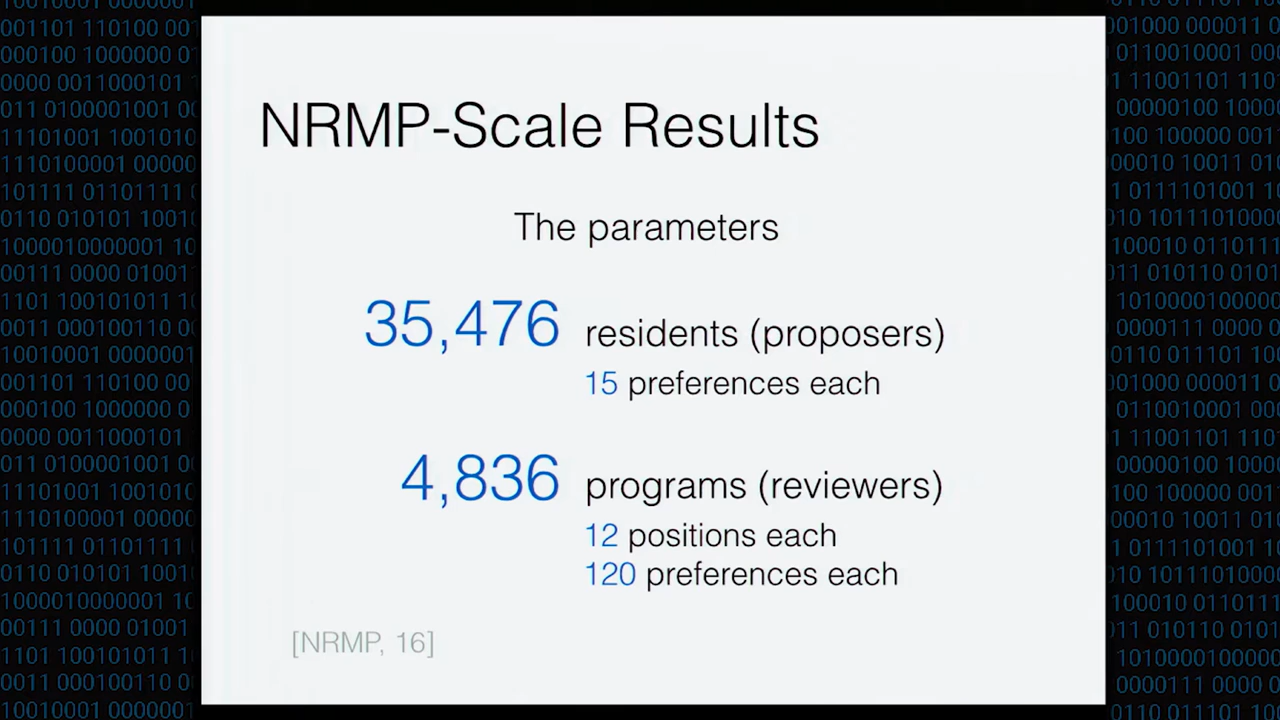 NRMP-Scale Results
The parameters
35,476 residents (proposers)
15 preferences each
4,836 programs (reviewers)
12 positions each
120 preferences each
[NRMP, 16]